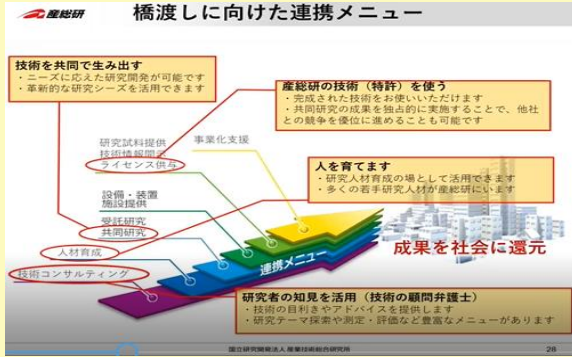 産総研
橋渡しに向けた連携メニュー
技術を共同で生み出す
・ニーズに応えた研究開発が可能です
・革新的な研究シーズを活用できます
産総研の技術（特許）を使う
・完成された技術をお使いいただけます
・共同研究の成果を独占的に実施することで、他社
との競争を優位に進めることも可能です
研究試料提供
技術情報開示
ライセンス供与
事業化支援
人を育てます
・研究人材育成の場として活用できます
・多くの若手研究人材が産総研にいます
設備・装置
施設提供
受託研究
共同研究
人材育成
技術コンサルティング
連携メニュー
成果を社会に還元
研究者の知見を活用（技術の顧問弁護士）
・技術の目利きやアドバイスを提供します
・研究テーマ探索や測定・評価など豊富なメニューがあります
国立研究開発法人 産業技術総合研究所
28